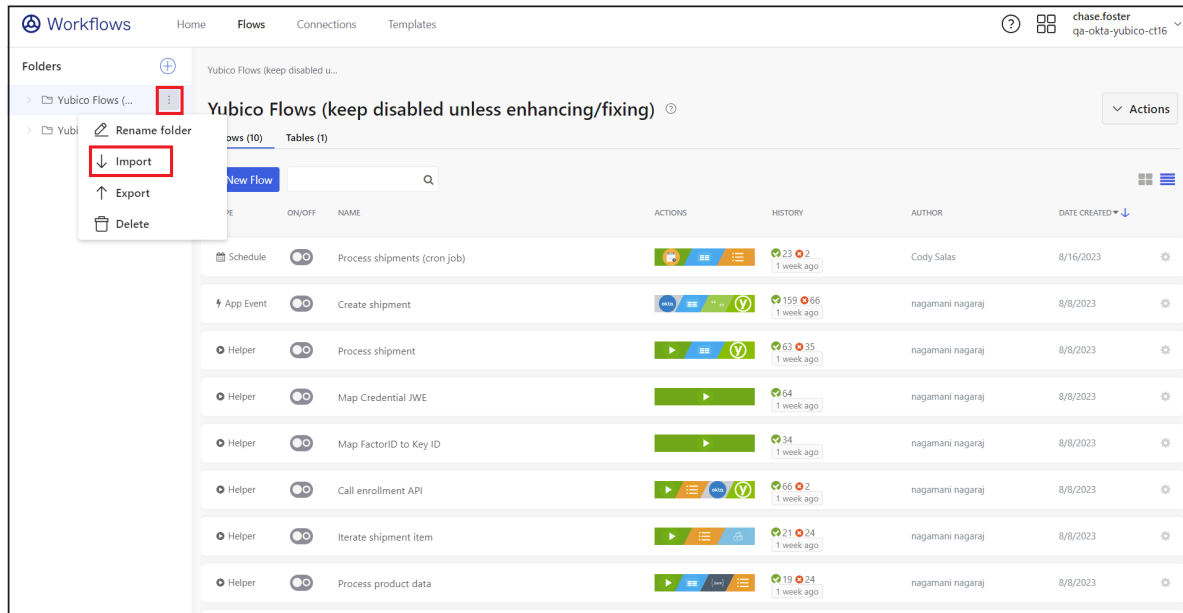 Workflows
Home Flows Connections Templates
chase.foster
qa-okta-yubico-ct16
Folders
Yubico Flows (keep disabled u...
Yubico Flows (...
Yubico Flows (keep disabled unless enhancing/fixing)
Actions
Yubi
Rename folder
ows (10) Tables (1)
Import
New Flow
Export
Delete
PE ON/OFF NAME ACTIONS HISTORY AUTHOR DATE CREATED
Schedule Process shipments (cron job) 23 2 Cody Salas 8/16/2023
1 week ago
App Event Create shipment okta 159 66 nagamani nagaraj 8/8/2023
1 week ago
Helper Process shipment 63 35 nagamani nagaraj 8/8/2023
1 week ago
Helper Map Credential JWE 64 nagamani nagaraj 8/8/2023
1 week ago
Helper Map FactorID to Key ID 34 nagamani nagaraj 8/8/2023
1 week ago
Helper Call enrollment API okta 66 2 nagamani nagaraj 8/8/2023
1 week ago
Helper Iterate shipment item 21 24 nagamani nagaraj 8/8/2023
1 week ago
Helper Process product data 19 24 nagamani nagaraj 8/8/2023
1 week ago